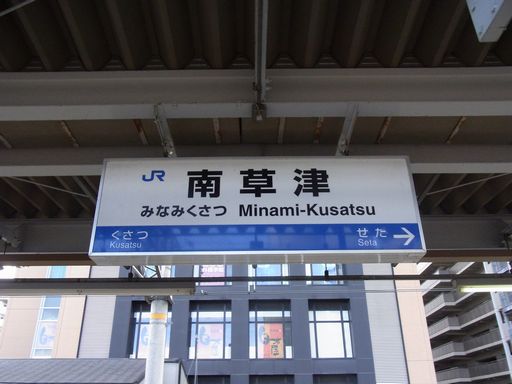 JR
南草津
みなみくさつ Minami-Kusatsu
くさつ せた →
Kusatsu Seta